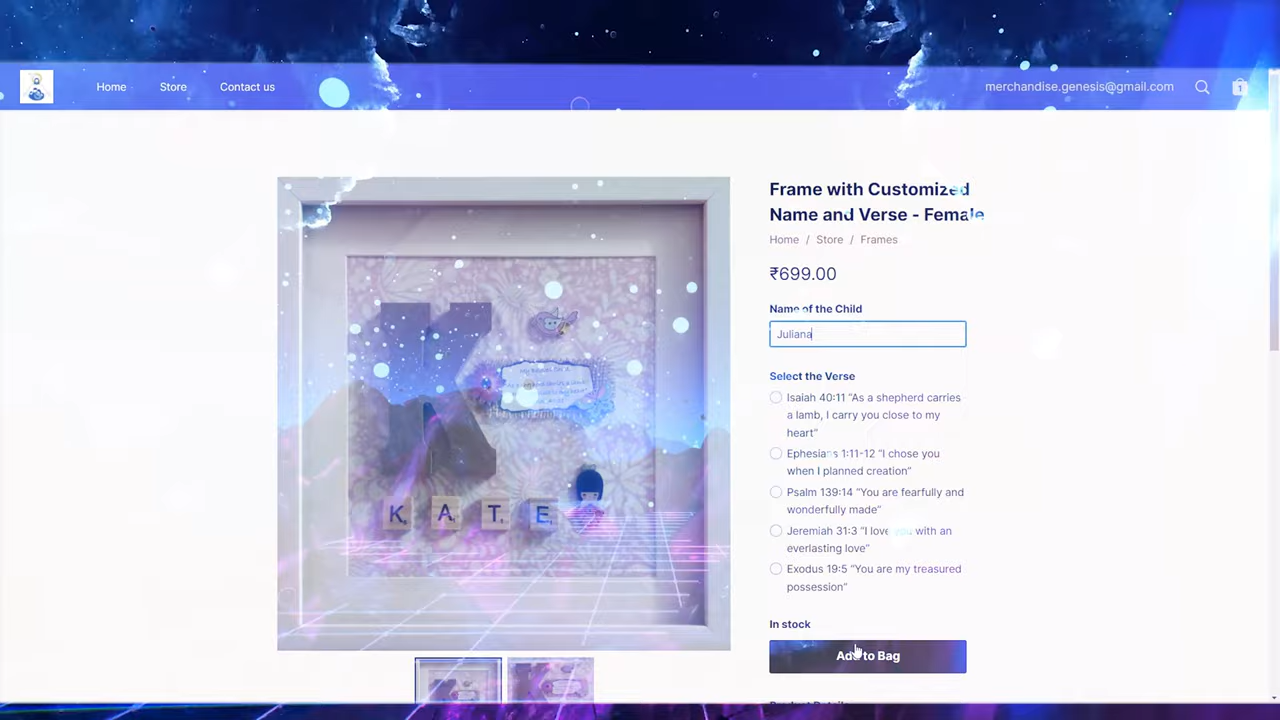 Home
Store
Contact us
merchandise.genesis@gmail.com
1
Frame with Customized
Name and Verse - Female
Home / Store / Frames
₹699.00
Name of the Child
Juliana
Select the Verse
Isaiah 40:11 “As a shepherd carries
a lamb, I carry you close to my
heart”
Ephesians 1:11-12 “I chose you
when I planned creation”
Psalm 139:14 “You are fearfully and
wonderfully made”
Jeremiah 31:3 “I love you with an
everlasting love”
Exodus 19:5 “You are my treasured
possession”
In stock
Add to Bag
KATE